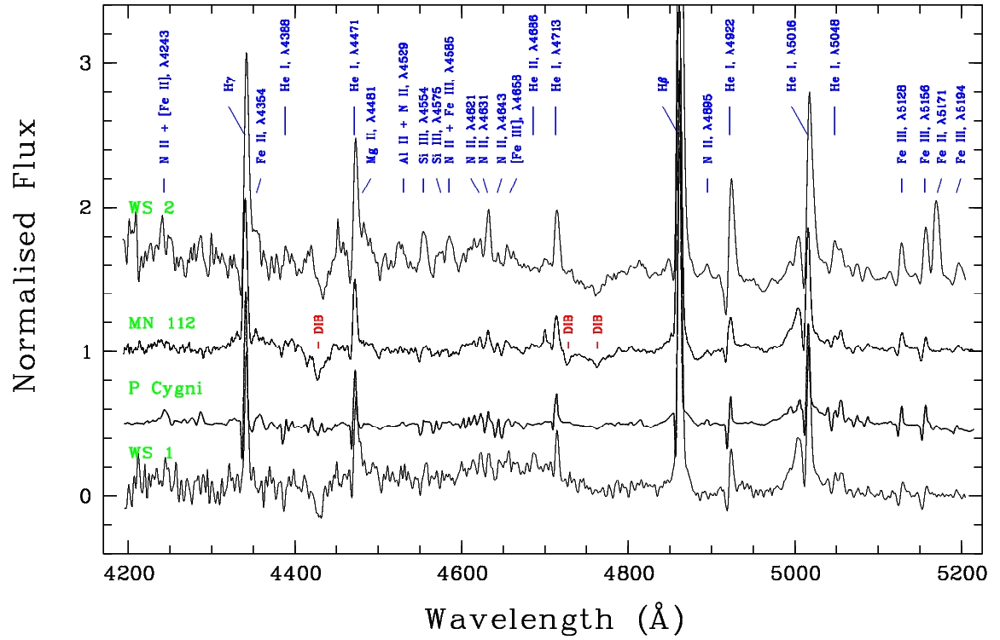 N II + [Fe II], λ4243
Hγ
Fe II, λ4354
He I, λ4388
He I, λ4471
Mg II, λ4481
Al II + N II, λ4529
Si III, λ4554
Si III, λ4575
N II + Fe III, λ4585
N II, λ4621
N II, λ4631
N II, λ4643
[Fe III], λ4658
He II, λ4686
He I, λ4713
Hβ
N II, λ4895
He I, λ4922
He I, λ5016
He I, λ5048
Fe III, λ5128
Fe III, λ5156
Fe II, λ5171
Fe III, λ5194
3
2
1
0
Normalised Flux
WS 2
MN 112
DIB
DIB
DIB
P Cygni
WS 1
4200
4400
4600
4800
5000
5200
Wavelength (Å)